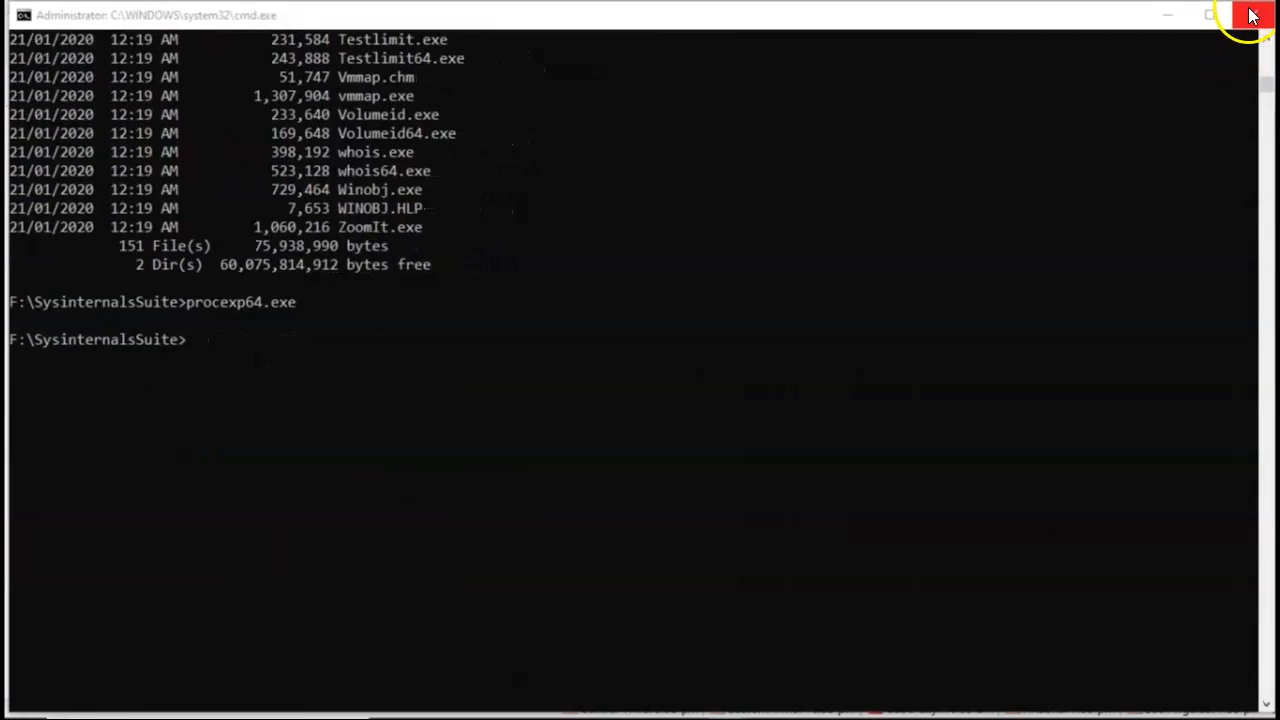 Administrator: C:\WINDOWS\system32\cmd.exe
21/01/2020  12:19 AM           231,584 Testlimit.exe
21/01/2020  12:19 AM           243,888 Testlimit64.exe
21/01/2020  12:19 AM            51,747 Vmmap.chm
21/01/2020  12:19 AM         1,307,904 vmmap.exe
21/01/2020  12:19 AM           233,640 Volumeid.exe
21/01/2020  12:19 AM           169,648 Volumeid64.exe
21/01/2020  12:19 AM           398,192 whois.exe
21/01/2020  12:19 AM           523,128 whois64.exe
21/01/2020  12:19 AM           729,464 Winobj.exe
21/01/2020  12:19 AM             7,653 WINOBJ.HLP
21/01/2020  12:19 AM         1,060,216 ZoomIt.exe
151 File(s)     75,938,990 bytes
2 Dir(s)  60,075,814,912 bytes free
F:\SysinternalsSuite>procexp64.exe
F:\SysinternalsSuite>